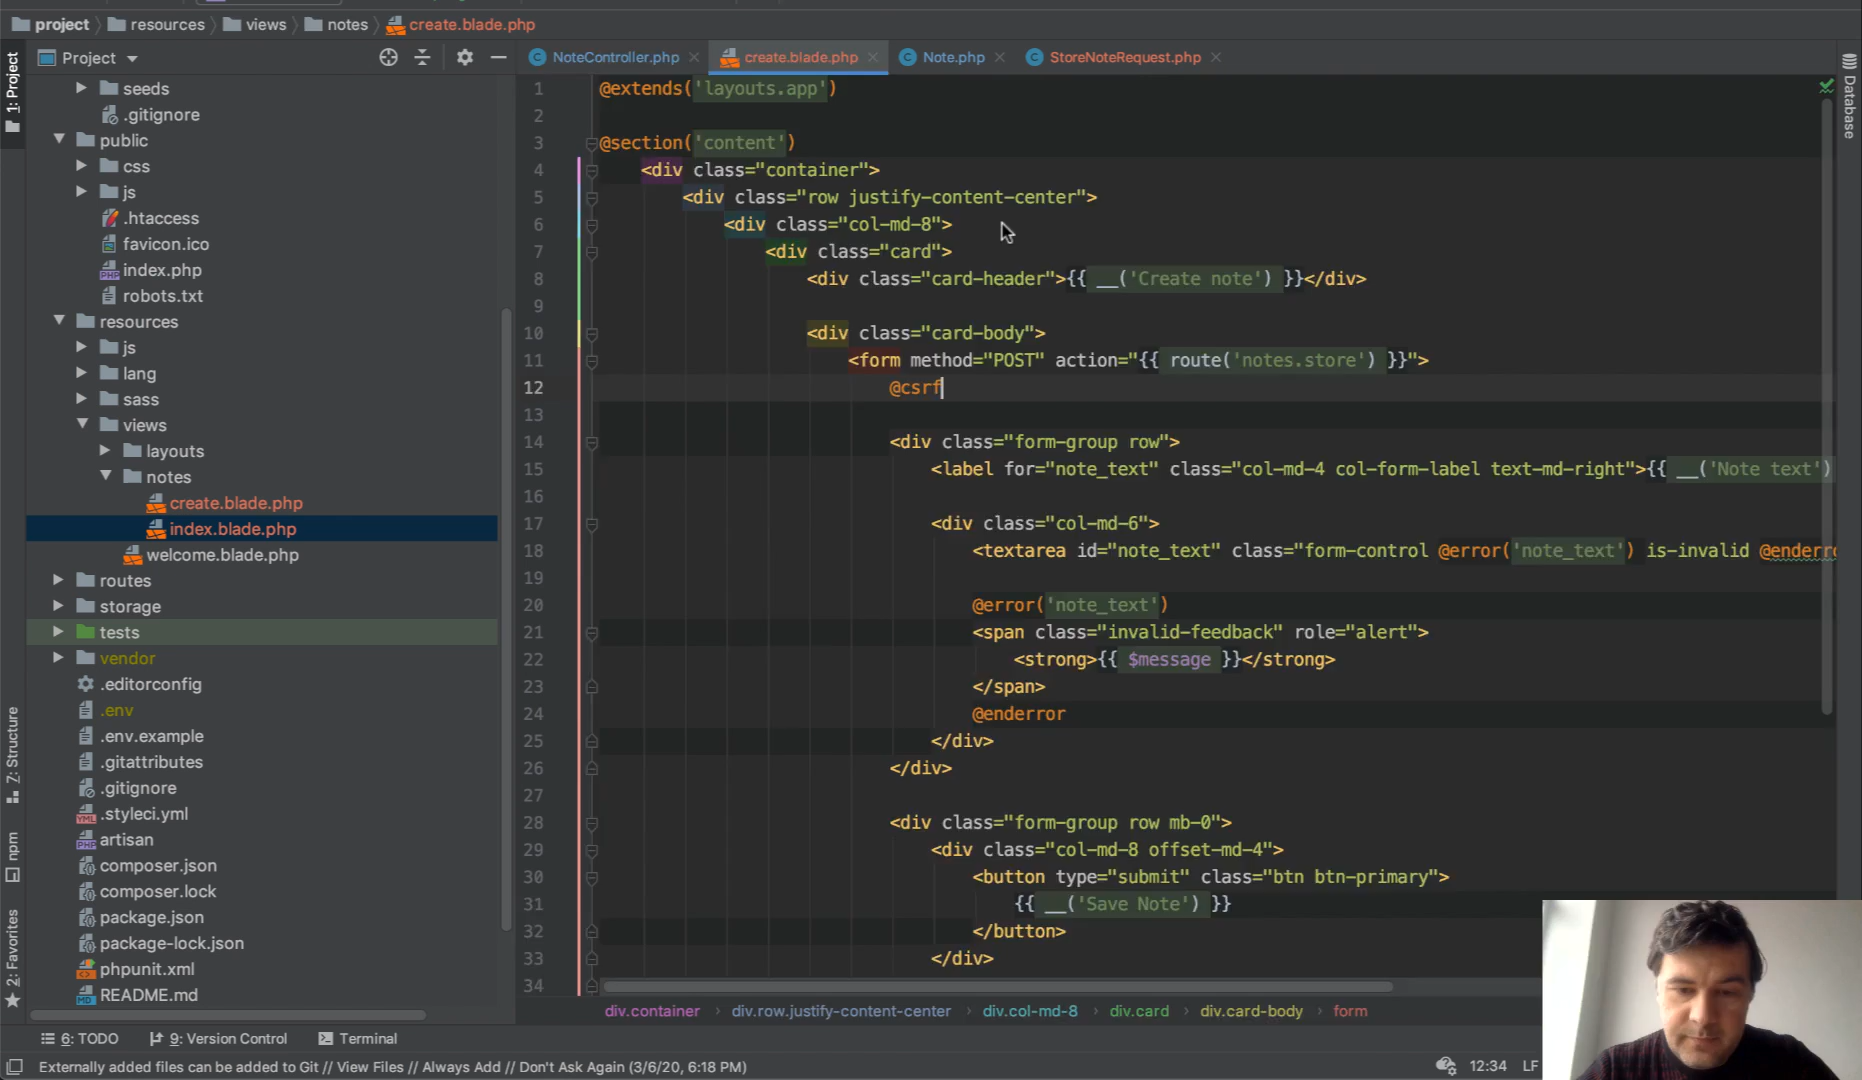 project resources views notes create.blade.php
Project
NoteController.php create.blade.php Note.php StoreNoteRequest.php
1: Project
7: Structure
npm
2: Favorites
Database
seeds
.gitignore
public
css
js
.htaccess
favicon.ico
index.php
robots.txt
resources
js
lang
sass
views
layouts
notes
create.blade.php
index.blade.php
welcome.blade.php
routes
storage
tests
vendor
.editorconfig
.env
.env.example
.gitattributes
.gitignore
.styleci.yml
artisan
composer.json
composer.lock
package.json
package-lock.json
phpunit.xml
README.md
1 @extends('layouts.app')
2
3 @section('content')
4 <div class="container">
5 <div class="row justify-content-center">
6 <div class="col-md-8">
7 <div class="card">
8 <div class="card-header">{{ __('Create note') }}</div>
9
10 <div class="card-body">
11 <form method="POST" action="{{ route('notes.store') }}">
12 @csrf
13
14 <div class="form-group row">
15 <label for="note_text" class="col-md-4 col-form-label text-md-right">{{ __('Note text')
16
17 <div class="col-md-6">
18 <textarea id="note_text" class="form-control @error('note_text') is-invalid @enderro
19
20 @error('note_text')
21 <span class="invalid-feedback" role="alert">
22 <strong>{{ $message }}</strong>
23 </span>
24 @enderror
25 </div>
26 </div>
27
28 <div class="form-group row mb-0">
29 <div class="col-md-8 offset-md-4">
30 <button type="submit" class="btn btn-primary">
31 {{ __('Save Note') }}
32 </button>
33 </div>
34
div.container div.row.justify-content-center div.col-md-8 div.card div.card-body form
6: TODO 9: Version Control Terminal
Externally added files can be added to Git // View Files // Always Add // Don't Ask Again (3/6/20, 6:18 PM)
12:34 LF